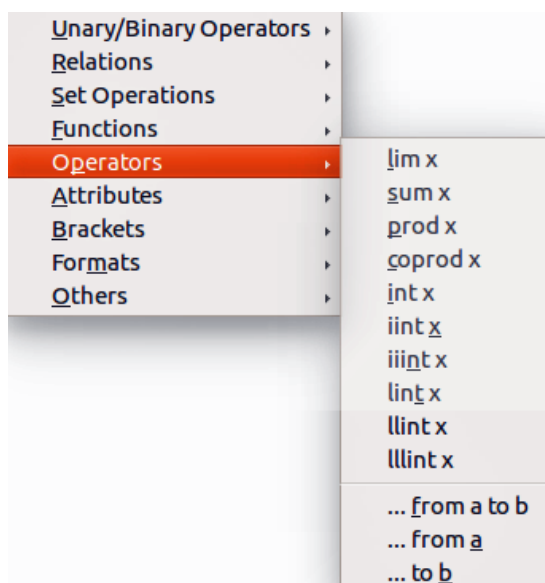 Unary/Binary Operators
Relations
Set Operations
Functions
Operators
Attributes
Brackets
Formats
Others
lim x
sum x
prod x
coprod x
int x
iint x
iiint x
lint x
llint x
lllint x
... from a to b
... from a
... to b